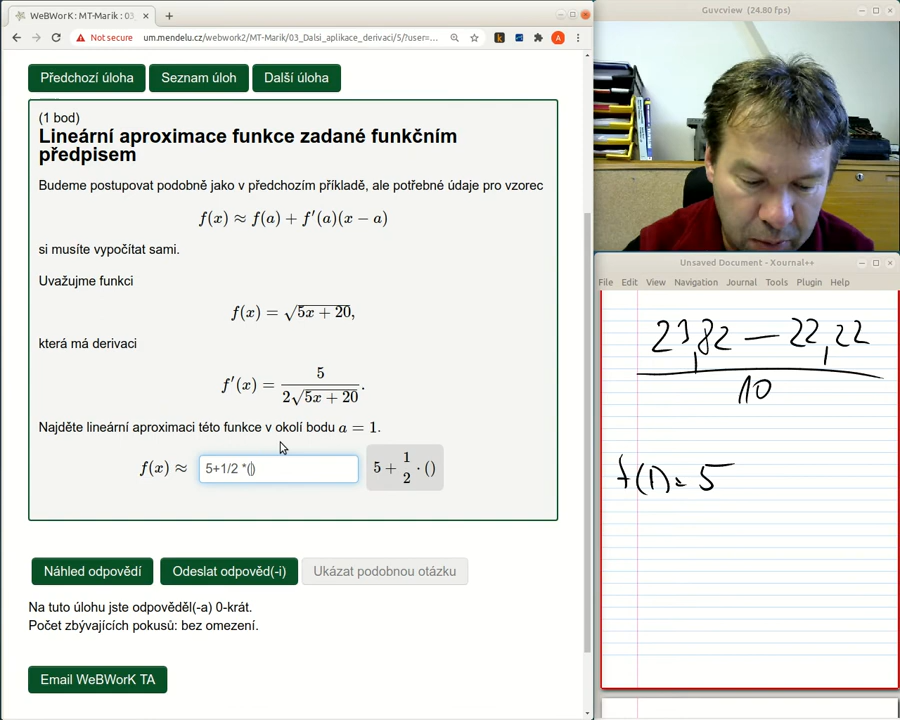 WeBWorK : MT-Marik : 03
Guvcview (24.80 fps)
Not secure
um.mendelu.cz/webwork2/MT-Marik/03_Dalsi_aplikace_derivaci/5/?user=...
A
Předchozí úloha
Seznam úloh
Další úloha
(1 bod)
Lineární aproximace funkce zadané funkčním
předpisem
Budeme postupovat podobně jako v předchozím příkladě, ale potřebné údaje pro vzorec
f(x) ≈ f(a) + f′(a)(x − a)
si musíte vypočítat sami.
Uvažujme funkci
f(x) = √(5x + 20),
která má derivaci
f′(x) = 5 / (2√(5x + 20)).
Najděte lineární aproximaci této funkce v okolí bodu a = 1.
f(x) ≈ 5+1/2 *() 5 + 1/2 · ()
Náhled odpovědí
Odeslat odpověd(-i)
Ukázat podobnou otázku
Na tuto úlohu jste odpověděl(-a) 0-krát.
Počet zbývajících pokusů: bez omezení.
Email WeBWorK TA
Unsaved Document - Xournal++
File Edit View Navigation Journal Tools Plugin Help
23,82 — 22,22
10
f(1) = 5